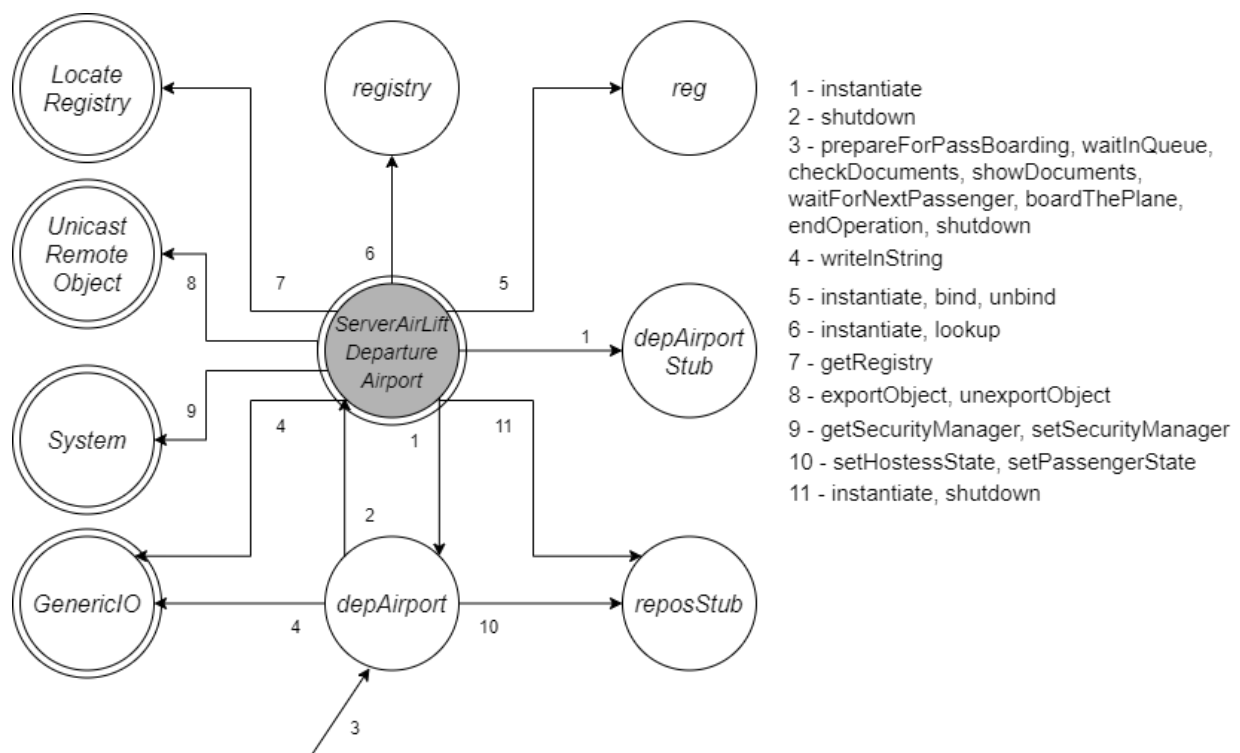 Locate
Registry
registry
reg
1 - instantiate
2 - shutdown
3 - prepareForPassBoarding, waitInQueue,
checkDocuments, showDocuments,
waitForNextPassenger, boardThePlane,
endOperation, shutdown
4 - writeInString
5 - instantiate, bind, unbind
6 - instantiate, lookup
7 - getRegistry
8 - exportObject, unexportObject
9 - getSecurityManager, setSecurityManager
10 - setHostessState, setPassengerState
11 - instantiate, shutdown
Unicast
Remote
Object
6
8
7
5
ServerAirLift
Departure
Airport
1
depAirport
Stub
System
9
4
1
11
2
GenericIO
4
depAirport
10
reposStub
3